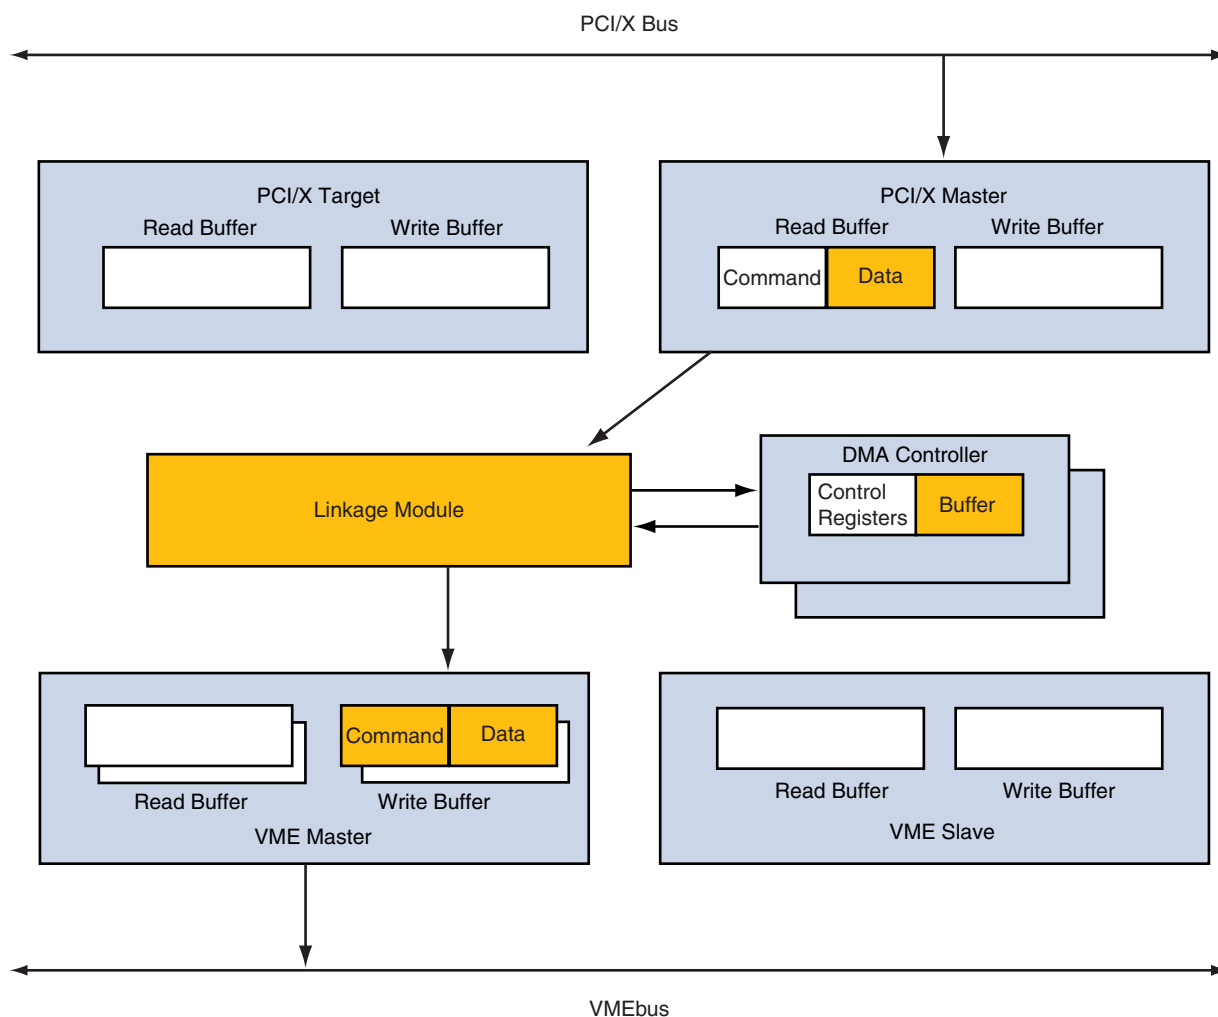 PCI/X Bus
PCI/X Target
Read Buffer
Write Buffer
PCI/X Master
Read Buffer
Write Buffer
Command
Data
Linkage Module
DMA Controller
Control
Registers
Buffer
Command
Data
Read Buffer
Write Buffer
VME Master
Read Buffer
Write Buffer
VME Slave
VMEbus